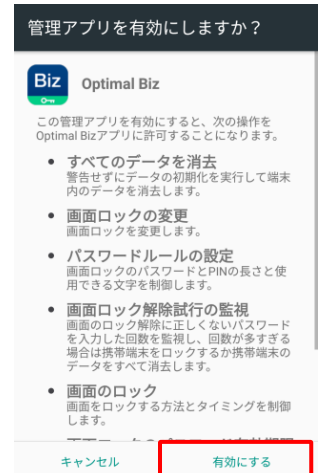 管理アプリを有効にしますか？
Biz
Optimal Biz
この管理アプリを有効にすると、次の操作を
Optimal Bizアプリに許可することになります。
• すべてのデータを消去
警告せずにデータの初期化を実行して端末
内のデータを消去します。
• 画面ロックの変更
画面ロックを変更します。
• パスワードルールの設定
画面ロックのパスワードとPINの長さと使
用できる文字を制御します。
• 画面ロック解除試行の監視
画面のロック解除に正しくないパスワード
を入力した回数を監視し、回数が多すぎる
場合は携帯端末をロックするか携帯端末の
データをすべて消去します。
• 画面のロック
画面をロックする方法とタイミングを制御
します。
キャンセル
有効にする